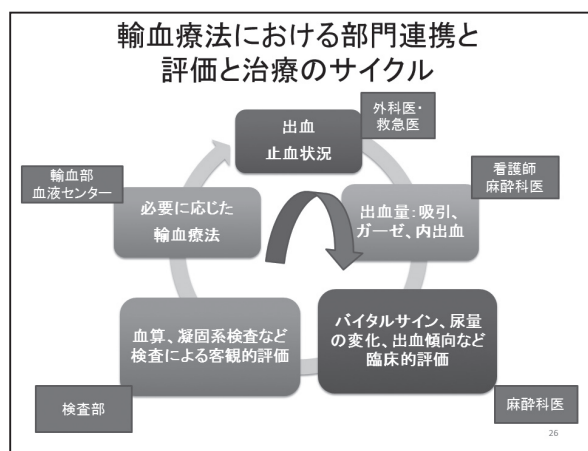 輸血療法における部門連携と
評価と治療のサイクル
出血
止血状況
外科医・
救急医
出血量：吸引、
ガーゼ、内出血
看護師
麻酔科医
バイタルサイン、尿量
の変化、出血傾向など
臨床的評価
麻酔科医
血算、凝固系検査など
検査による客観的評価
検査部
必要に応じた
輸血療法
輸血部
血液センター
26